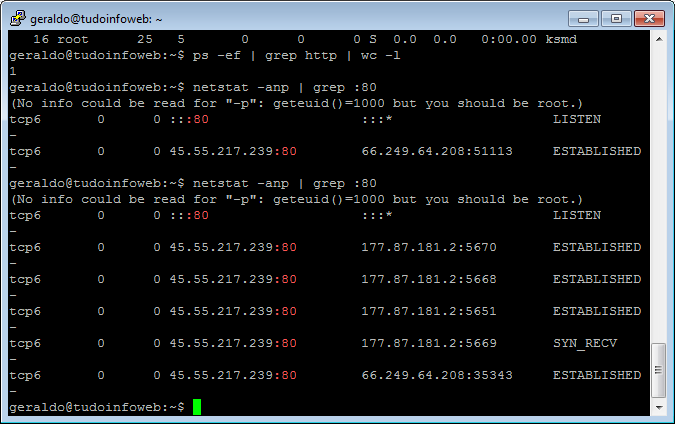 geraldo@tudoinfoweb: ~
16 root      25   5      0      0      0 S  0.0  0.0   0:00.00 ksmd
geraldo@tudoinfoweb:~$ ps -ef | grep http | wc -l
1
geraldo@tudoinfoweb:~$ netstat -anp | grep :80
(No info could be read for "-p": geteuid()=1000 but you should be root.)
tcp6       0      0 :::80                   :::*                    LISTEN
-
tcp6       0      0 45.55.217.239:80        66.249.64.208:51113     ESTABLISHED
-
geraldo@tudoinfoweb:~$ netstat -anp | grep :80
(No info could be read for "-p": geteuid()=1000 but you should be root.)
tcp6       0      0 :::80                   :::*                    LISTEN
-
tcp6       0      0 45.55.217.239:80        177.87.181.2:5670       ESTABLISHED
-
tcp6       0      0 45.55.217.239:80        177.87.181.2:5668       ESTABLISHED
-
tcp6       0      0 45.55.217.239:80        177.87.181.2:5651       ESTABLISHED
-
tcp6       0      0 45.55.217.239:80        177.87.181.2:5669       SYN_RECV
-
tcp6       0      0 45.55.217.239:80        66.249.64.208:35343     ESTABLISHED
-
geraldo@tudoinfoweb:~$